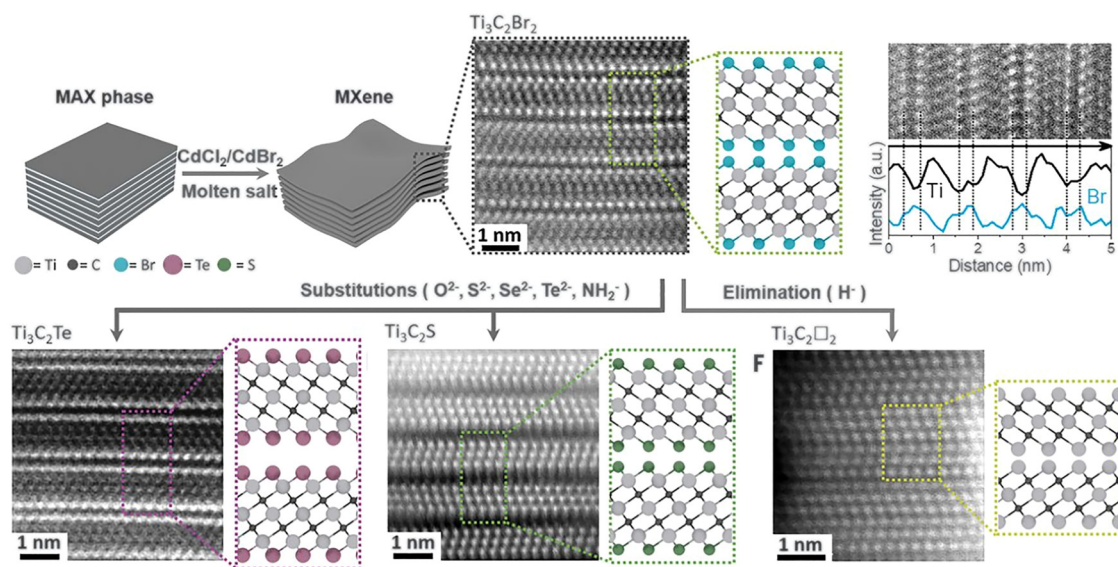 Ti₃C₂Br₂
MAX phase
MXene
CdCl₂/CdBr₂
Molten salt
1 nm
Intensity (a.u.)
Ti
Br
0 1 2 3 4 5
Distance (nm)
= Ti = C = Br = Te = S
Substitutions ( O²⁻, S²⁻, Se²⁻, Te²⁻, NH₂⁻ )
Elimination ( H⁻ )
Ti₃C₂Te
Ti₃C₂S
Ti₃C₂□₂
F
1 nm
1 nm
1 nm